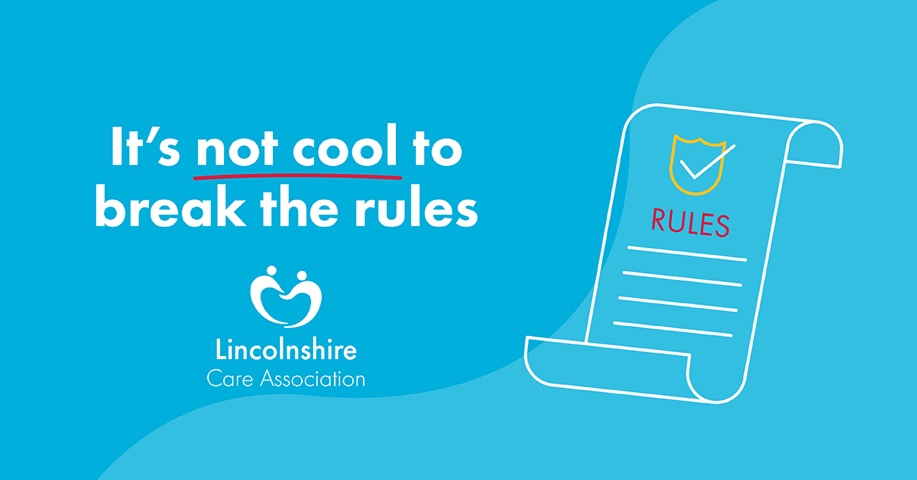 It's not cool to
break the rules
Lincolnshire
Care Association
RULES